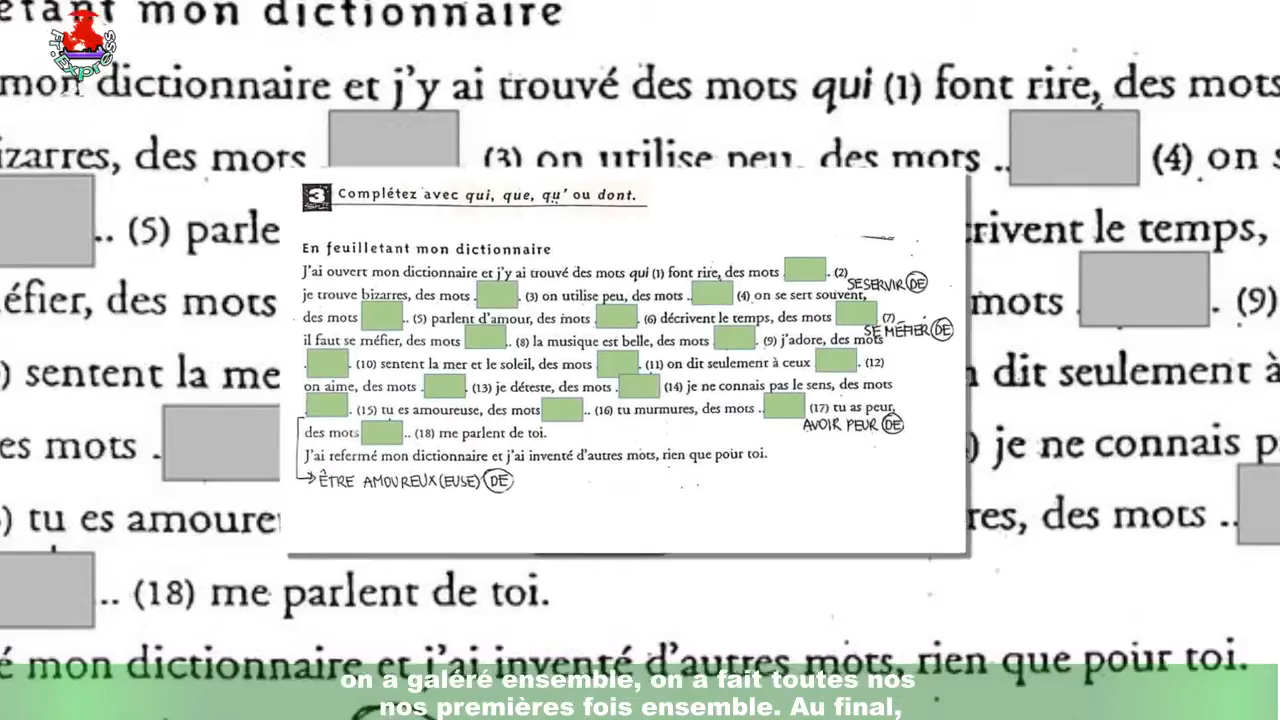 etant mon dictionnaire
Fr.Express
mon dictionnaire et j'y ai trouvé des mots qui (1) font rire, des mots
izarres, des mots (3) on utilise peu, des mots .. (4) on s
.. (5) parle
rivent le temps,
éfier, des mots
mots . (9)
) sentent la me
n dit seulement à
es mots .
) je ne connais p
) tu es amoure
res, des mots ..
.. (18) me parlent de toi.
é mon dictionnaire et j'ai inventé d'autres mots, rien que pour toi.
3 Complétez avec qui, que, qu' ou dont.
En feuilletant mon dictionnaire
J'ai ouvert mon dictionnaire et j'y ai trouvé des mots qui (1) font rire, des mots . (2)
SE SERVIR DE
je trouve bizarres, des mots . (3) on utilise peu, des mots .. (4) on se sert souvent,
des mots .. (5) parlent d'amour, des mots . (6) décrivent le temps, des mots . (7)
SE MÉFIER DE
il faut se méfier, des mots .. (8) la musique est belle, des mots . (9) j'adore, des mots
. (10) sentent la mer et le soleil, des mots . (11) on dit seulement à ceux . (12)
on aime, des mots . (13) je déteste, des mots . (14) je ne connais pas le sens, des mots
. (15) tu es amoureuse, des mots .. (16) tu murmures, des mots .. (17) tu as peur,
AVOIR PEUR DE
des mots .. (18) me parlent de toi.
J'ai refermé mon dictionnaire et j'ai inventé d'autres mots, rien que pour toi.
→ ÊTRE AMOUREUX(EUSE) DE
on a galéré ensemble, on a fait toutes nos
nos premières fois ensemble. Au final,